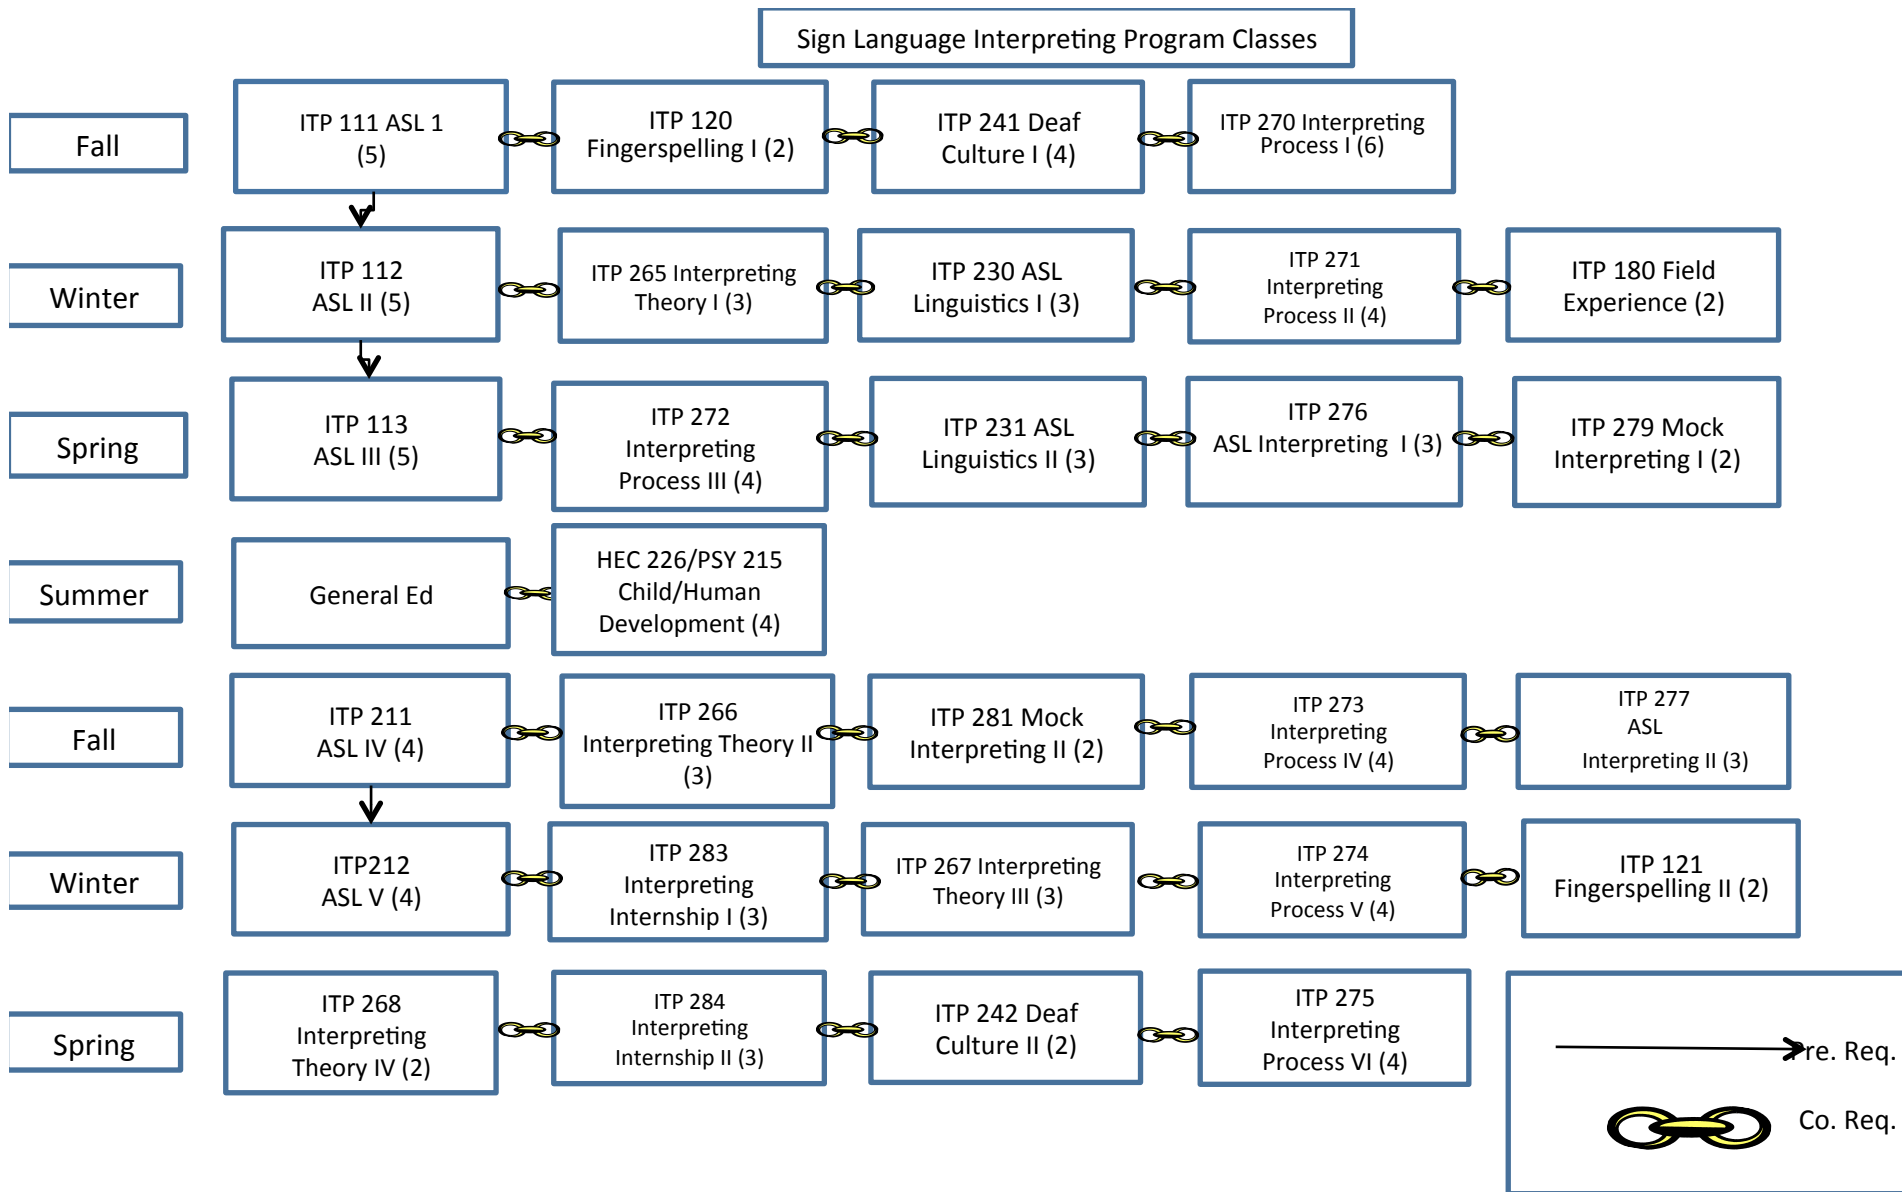 Sign Language Interpreting Program Classes
Fall
ITP 111 ASL 1
(5)
ITP 120
Fingerspelling I (2)
ITP 241 Deaf
Culture I (4)
ITP 270 Interpreting
Process I (6)
Winter
ITP 112
ASL II (5)
ITP 265 Interpreting
Theory I (3)
ITP 230 ASL
Linguistics I (3)
ITP 271
Interpreting
Process II (4)
ITP 180 Field
Experience (2)
Spring
ITP 113
ASL III (5)
ITP 272
Interpreting
Process III (4)
ITP 231 ASL
Linguistics II (3)
ITP 276
ASL Interpreting I (3)
ITP 279 Mock
Interpreting I (2)
Summer
General Ed
HEC 226/PSY 215
Child/Human
Development (4)
Fall
ITP 211
ASL IV (4)
ITP 266
Interpreting Theory II
(3)
ITP 281 Mock
Interpreting II (2)
ITP 273
Interpreting
Process IV (4)
ITP 277
ASL
Interpreting II (3)
Winter
ITP212
ASL V (4)
ITP 283
Interpreting
Internship I (3)
ITP 267 Interpreting
Theory III (3)
ITP 274
Interpreting
Process V (4)
ITP 121
Fingerspelling II (2)
Spring
ITP 268
Interpreting
Theory IV (2)
ITP 284
Interpreting
Internship II (3)
ITP 242 Deaf
Culture II (2)
ITP 275
Interpreting
Process VI (4)
Pre. Req.
Co. Req.